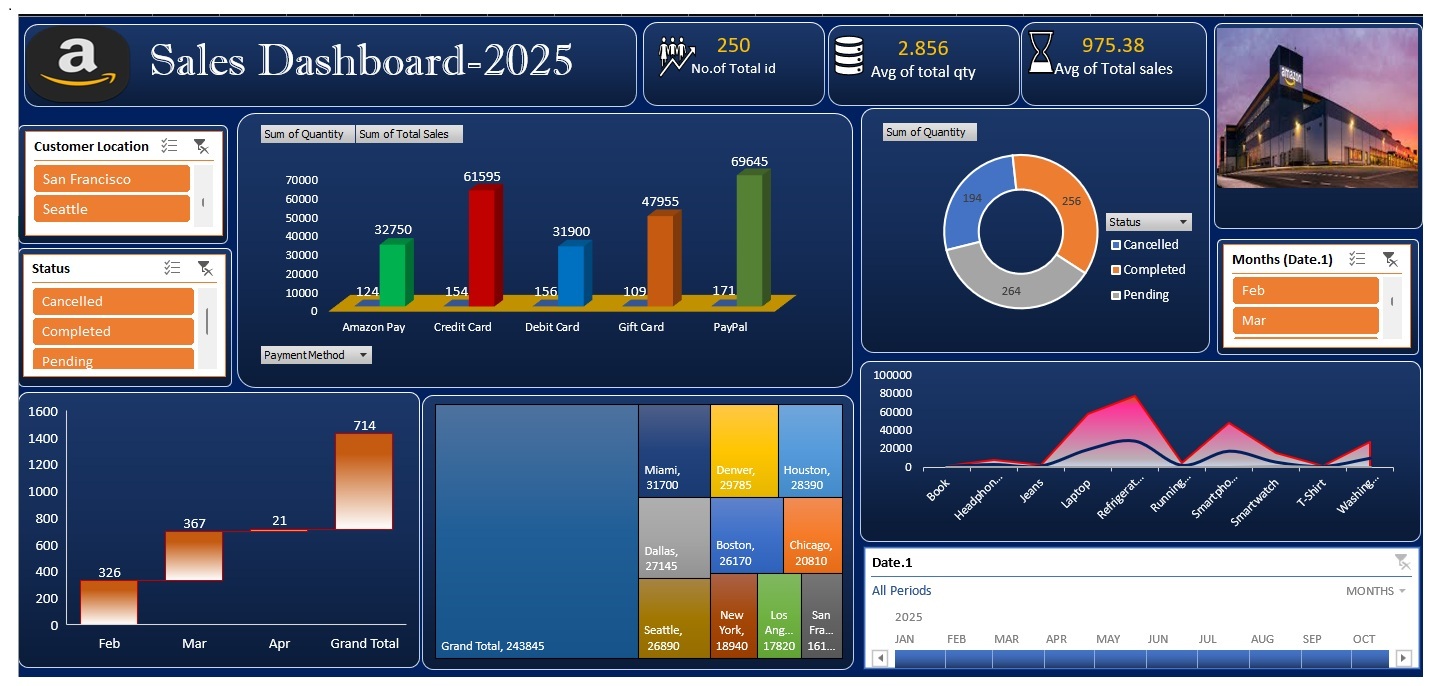 .
a
Sales Dashboard-2025
250
No.of Total id
2.856
Avg of total qty
975.38
Avg of Total sales
amazon
Customer Location
San Francisco
Seattle
Status
Cancelled
Completed
Pending
Sum of Quantity
Sum of Total Sales
70000
60000
50000
40000
30000
20000
10000
0
124
32750
154
61595
156
31900
109
47955
171
69645
Amazon Pay
Credit Card
Debit Card
Gift Card
PayPal
Payment Method
Sum of Quantity
194
256
264
Status
Cancelled
Completed
Pending
Months (Date.1)
Feb
Mar
1600
1400
1200
1000
800
600
400
200
0
326
367
21
714
Feb
Mar
Apr
Grand Total
Grand Total, 243845
Miami,
31700
Denver,
29785
Houston,
28390
Dallas,
27145
Boston,
26170
Chicago,
20810
Seattle,
26890
New
York,
18940
Los
Ang...
17820
San
Fra...
161...
100000
80000
60000
40000
20000
0
Book
Headphon...
Jeans
Laptop
Refrigerat...
Running...
Smartpho...
Smartwatch
T-Shirt
Washing...
Date.1
All Periods
MONTHS
2025
JAN
FEB
MAR
APR
MAY
JUN
JUL
AUG
SEP
OCT